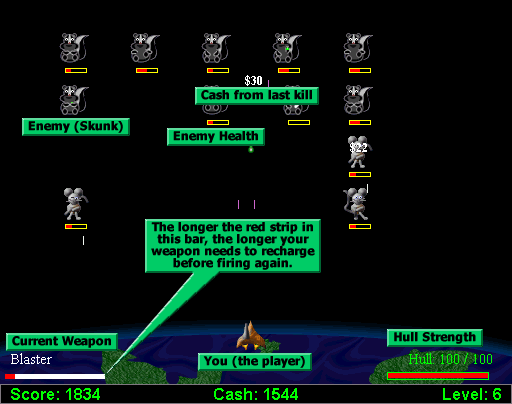 $30
Cash from last kill
Enemy (Skunk)
Enemy Health
$22
The longer the red strip in
this bar, the longer your
weapon needs to recharge
before firing again.
Current Weapon
Hull Strength
Blaster
You (the player)
Hull: 100 / 100
Score: 1834
Cash: 1544
Level: 6